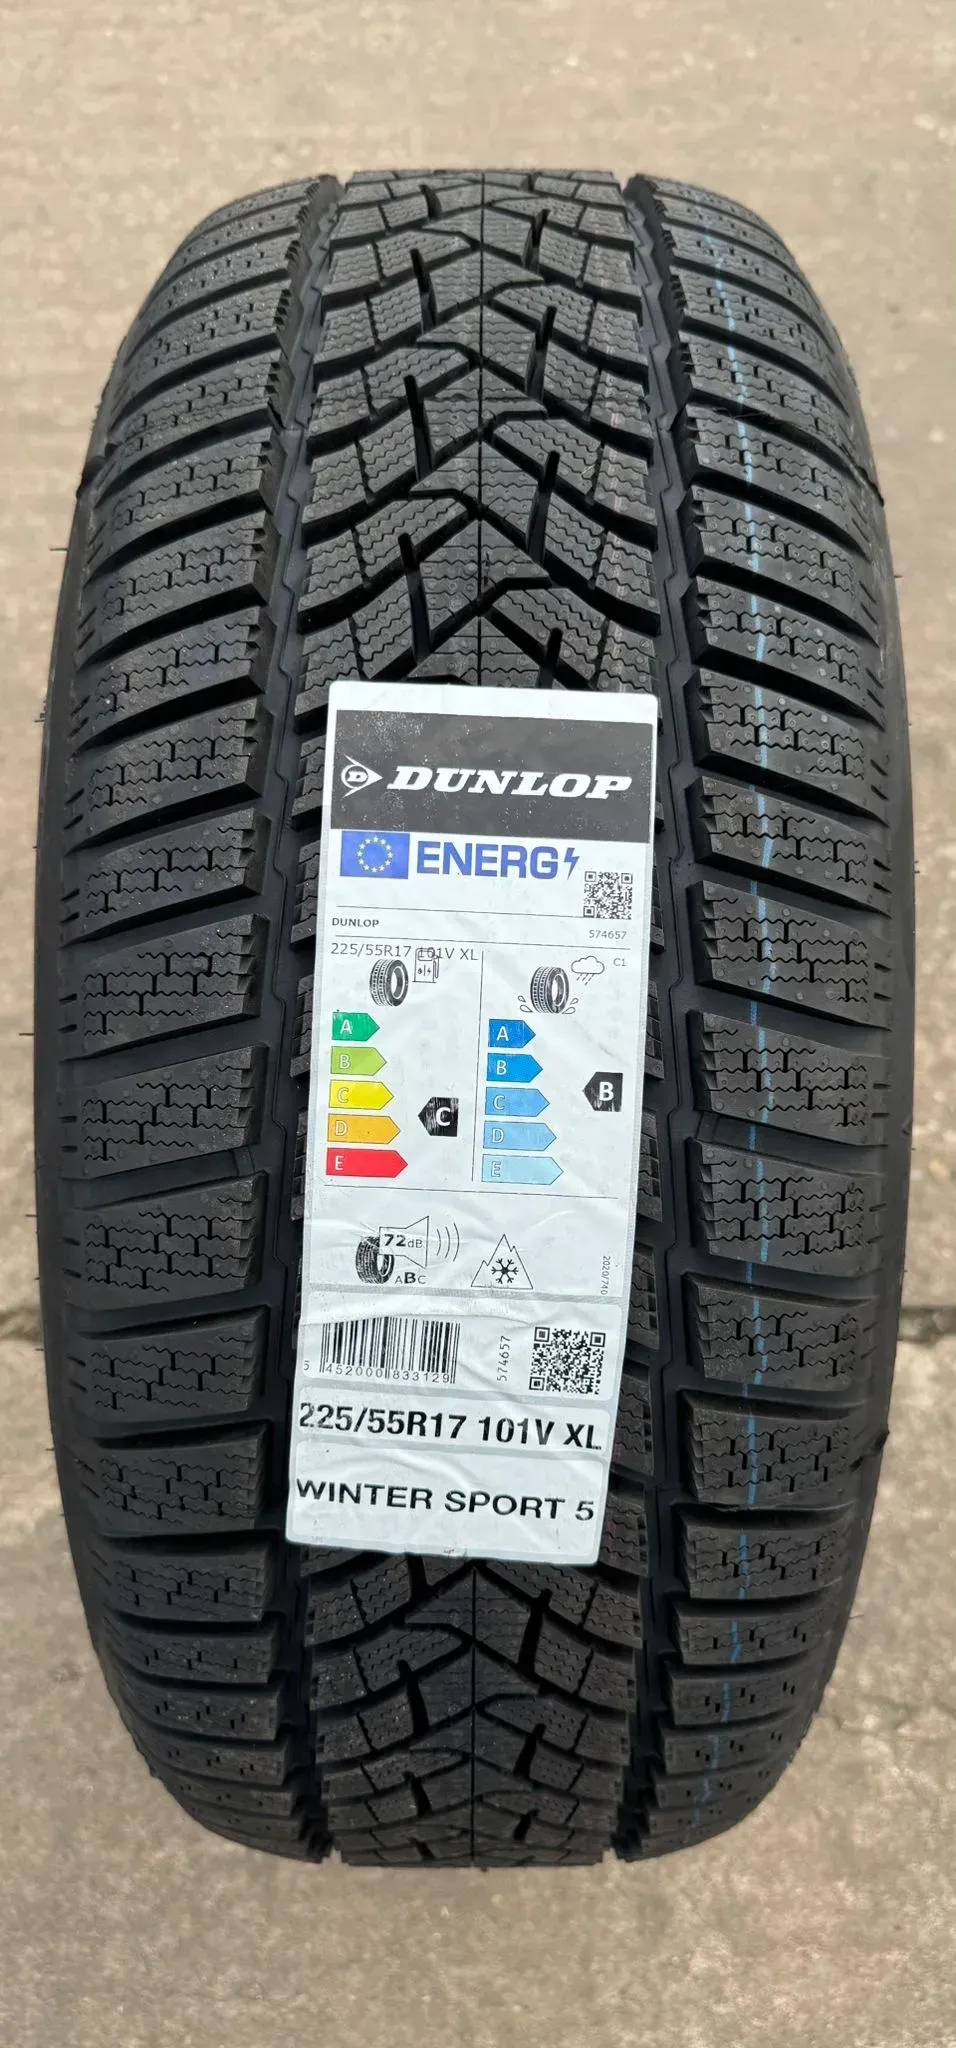 D DUNLOP
ENERG
DUNLOP
574657
225/55R17 101V XL
C1
A
B
C
D
E
C
A
B
C
D
E
B
72dB
ABC
2020/740
5 452000 833129
574657
225/55R17 101V XL
WINTER SPORT 5